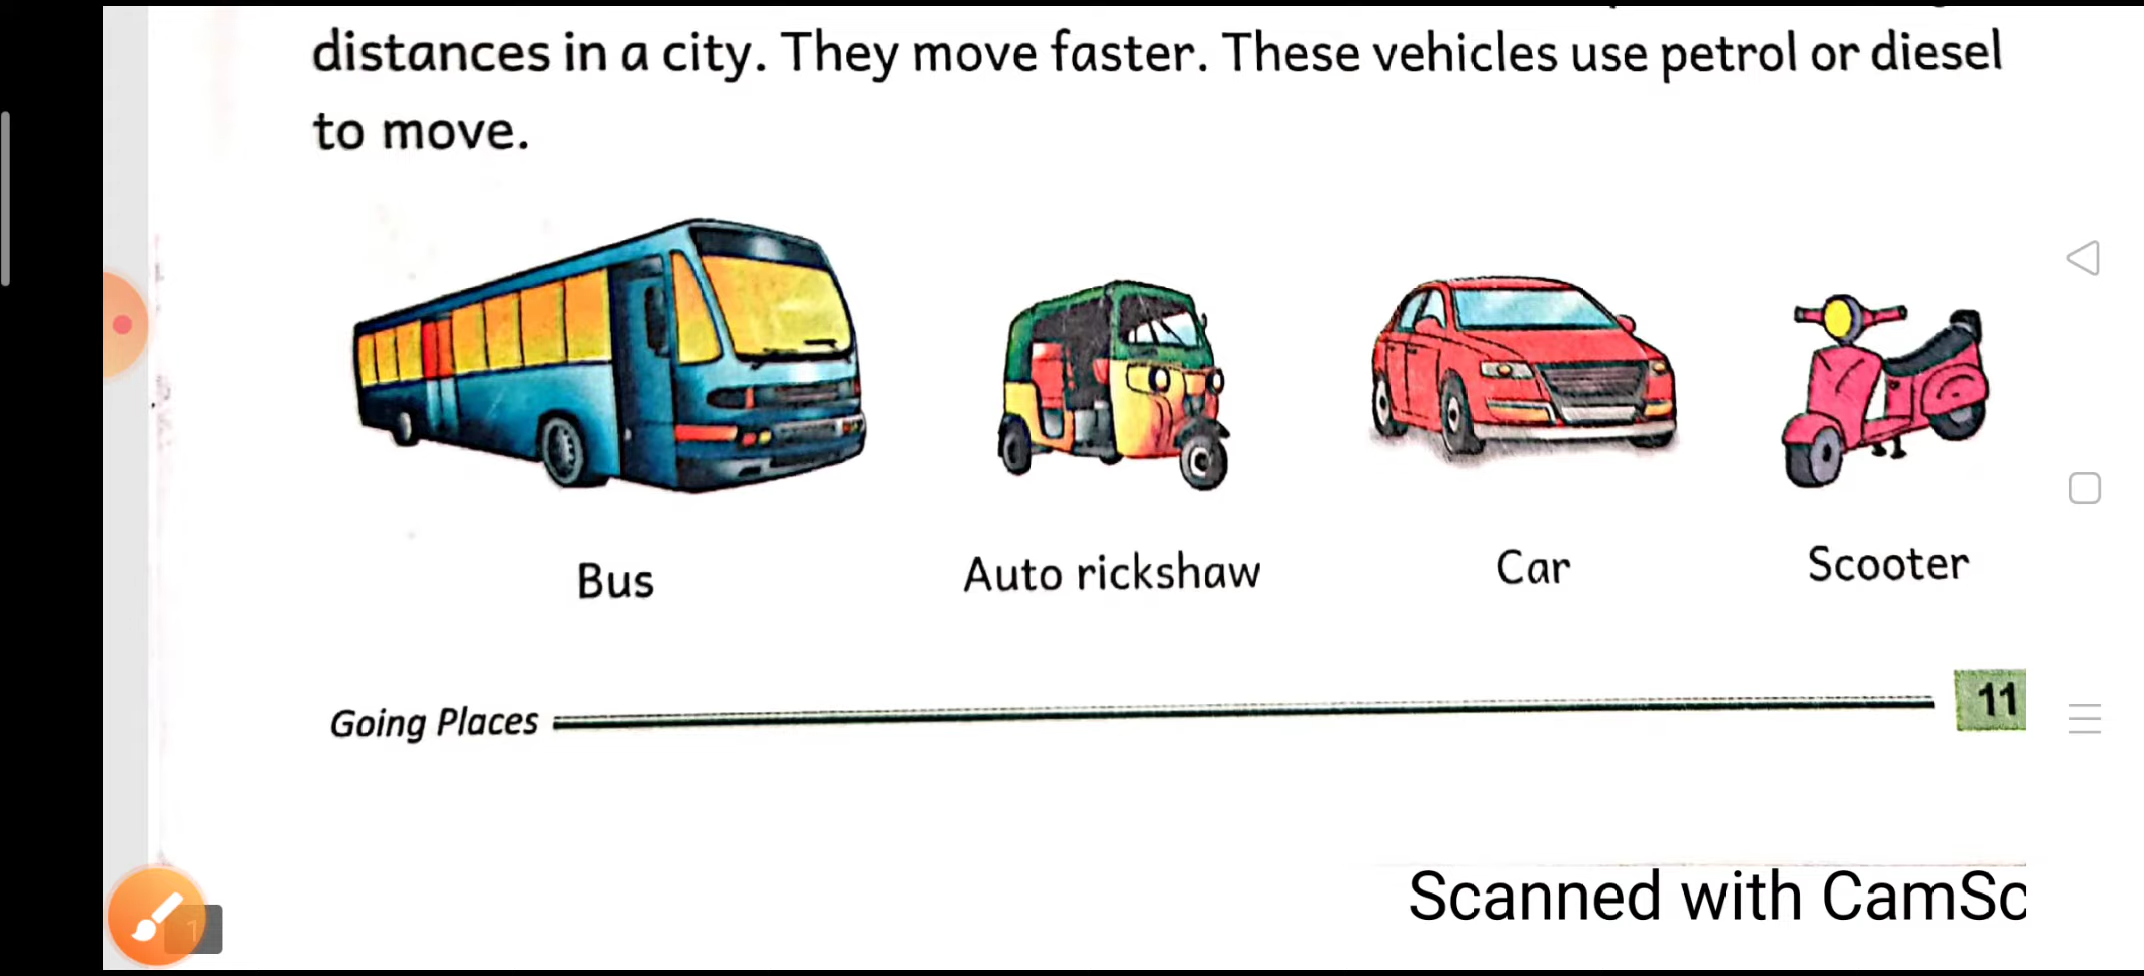 distances in a city. They move faster. These vehicles use petrol or diesel
to move.
Bus
Auto rickshaw
Car
Scooter
Going Places
11
Scanned with CamSc
1